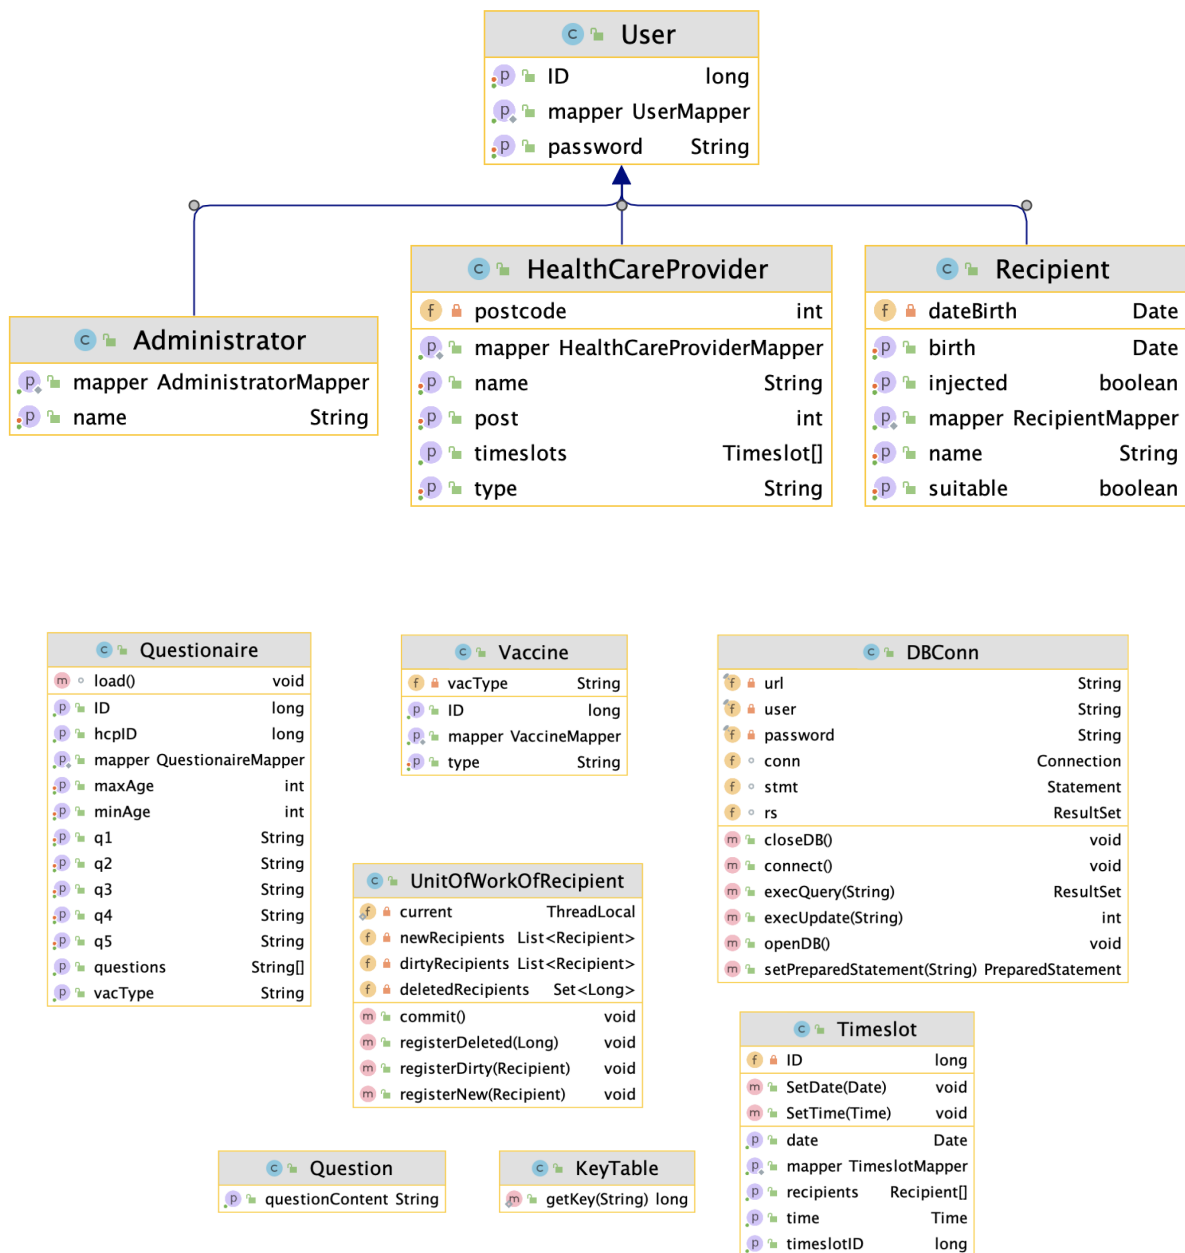 User
ID long
mapper UserMapper
password String
Administrator
mapper AdministratorMapper
name String
HealthCareProvider
postcode int
mapper HealthCareProviderMapper
name String
post int
timeslots Timeslot[]
type String
Recipient
dateBirth Date
birth Date
injected boolean
mapper RecipientMapper
name String
suitable boolean
Questionaire
load() void
ID long
hcpID long
mapper QuestionaireMapper
maxAge int
minAge int
q1 String
q2 String
q3 String
q4 String
q5 String
questions String[]
vacType String
Vaccine
vacType String
ID long
mapper VaccineMapper
type String
DBConn
url String
user String
password String
conn Connection
stmt Statement
rs ResultSet
closeDB() void
connect() void
execQuery(String) ResultSet
execUpdate(String) int
openDB() void
setPreparedStatement(String) PreparedStatement
UnitOfWorkOfRecipient
current ThreadLocal
newRecipients List<Recipient>
dirtyRecipients List<Recipient>
deletedRecipients Set<Long>
commit() void
registerDeleted(Long) void
registerDirty(Recipient) void
registerNew(Recipient) void
Timeslot
ID long
SetDate(Date) void
SetTime(Time) void
date Date
mapper TimeslotMapper
recipients Recipient[]
time Time
timeslotID long
Question
questionContent String
KeyTable
getKey(String) long